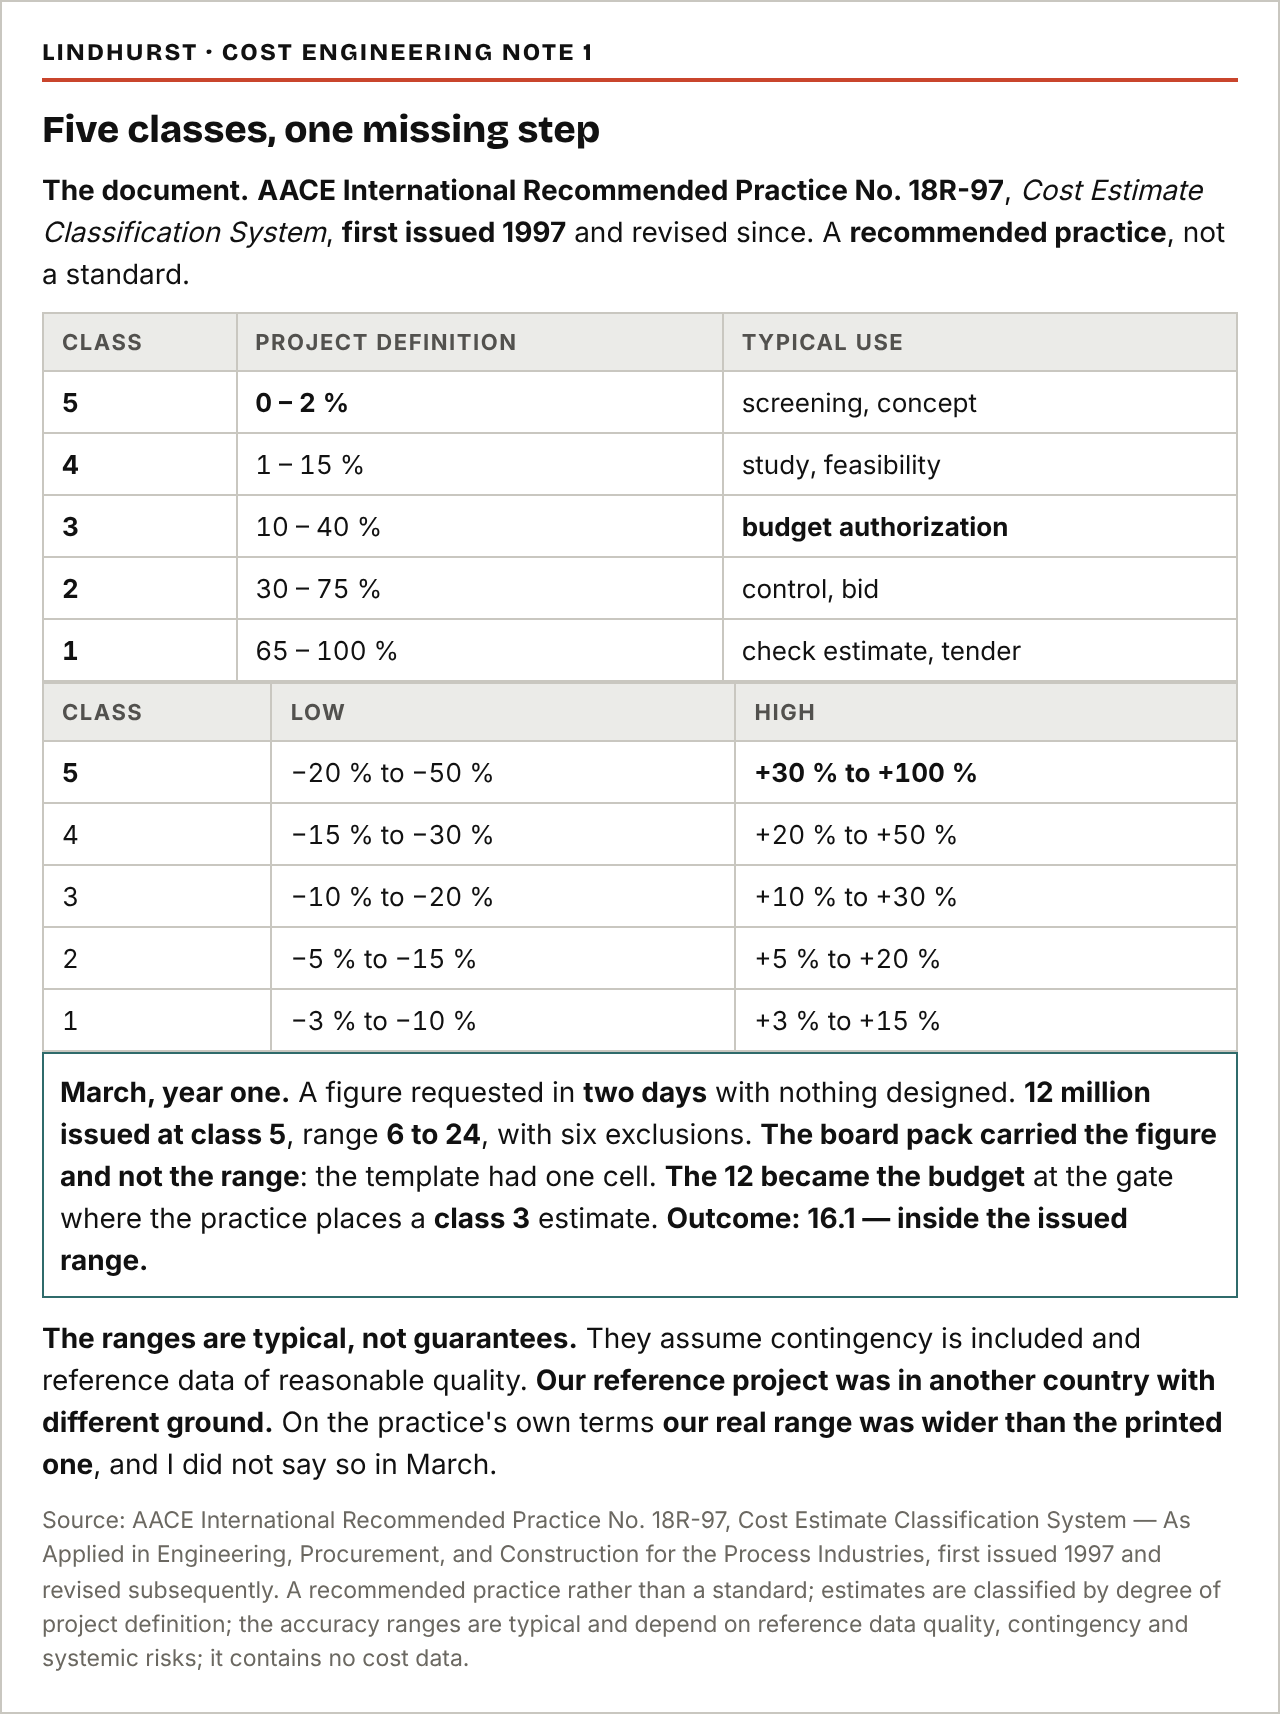 LINDHURST · COST ENGINEERING NOTE 1
Five classes, one missing step
The document. AACE International Recommended Practice No. 18R-97, Cost Estimate
Classification System, first issued 1997 and revised since. A recommended practice, not
a standard.
CLASS PROJECT DEFINITION TYPICAL USE
5 0 – 2 % screening, concept
4 1 – 15 % study, feasibility
3 10 – 40 % budget authorization
2 30 – 75 % control, bid
1 65 – 100 % check estimate, tender
CLASS LOW HIGH
5 −20 % to −50 % +30 % to +100 %
4 −15 % to −30 % +20 % to +50 %
3 −10 % to −20 % +10 % to +30 %
2 −5 % to −15 % +5 % to +20 %
1 −3 % to −10 % +3 % to +15 %
March, year one. A figure requested in two days with nothing designed. 12 million
issued at class 5, range 6 to 24, with six exclusions. The board pack carried the figure
and not the range: the template had one cell. The 12 became the budget at the gate
where the practice places a class 3 estimate. Outcome: 16.1 — inside the issued
range.
The ranges are typical, not guarantees. They assume contingency is included and
reference data of reasonable quality. Our reference project was in another country with
different ground. On the practice's own terms our real range was wider than the printed
one, and I did not say so in March.
Source: AACE International Recommended Practice No. 18R-97, Cost Estimate Classification System — As
Applied in Engineering, Procurement, and Construction for the Process Industries, first issued 1997 and
revised subsequently. A recommended practice rather than a standard; estimates are classified by degree of
project definition; the accuracy ranges are typical and depend on reference data quality, contingency and
systemic risks; it contains no cost data.